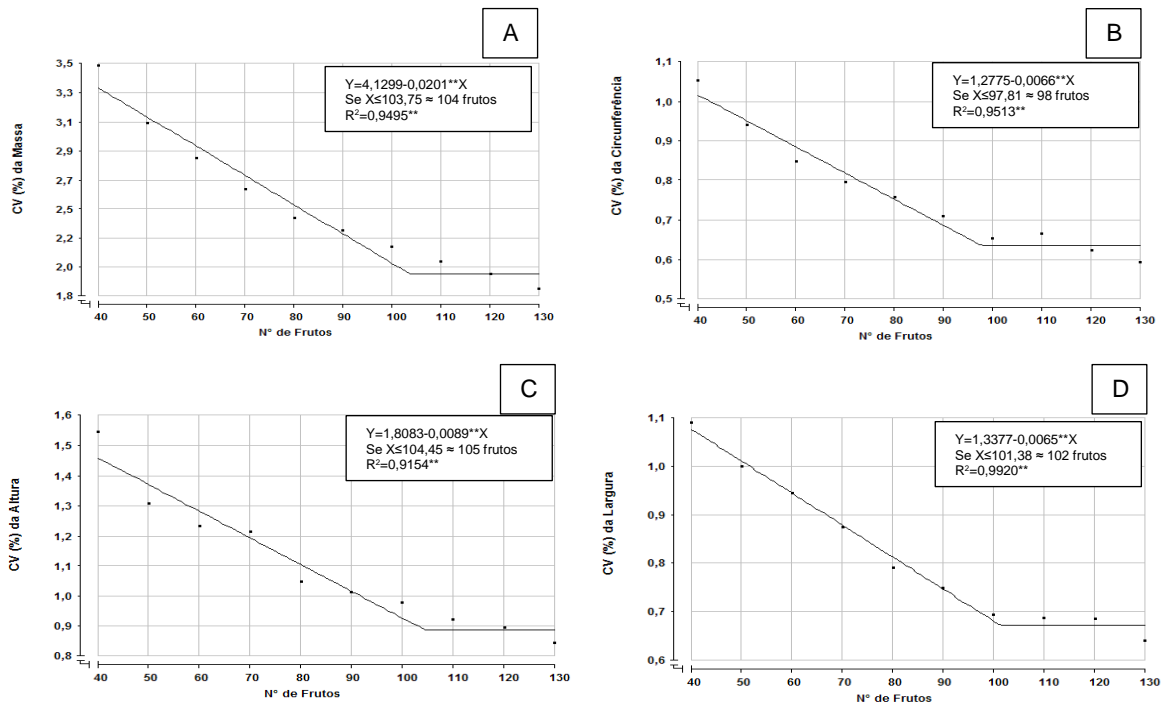 A
Y=4,1299-0,0201**X
Se X≤103,75 ≈ 104 frutos
R²=0,9495**
CV (%) da Massa
3,5
3,3
3,1
2,9
2,7
2,5
2,2
2,0
1,8
40 50 60 70 80 90 100 110 120 130
N° de Frutos
B
Y=1,2775-0,0066**X
Se X≤97,81 ≈ 98 frutos
R²=0,9513**
CV (%) da Circunferência
1,1
1,0
0,9
0,8
0,7
0,6
0,5
40 50 60 70 80 90 100 110 120 130
N° de Frutos
C
Y=1,8083-0,0089**X
Se X≤104,45 ≈ 105 frutos
R²=0,9154**
CV (%) da Altura
1,6
1,5
1,4
1,3
1,2
1,1
1,0
0,9
0,8
40 50 60 70 80 90 100 110 120 130
N° de Frutos
D
Y=1,3377-0,0065**X
Se X≤101,38 ≈ 102 frutos
R²=0,9920**
CV (%) da Largura
1,1
1,0
0,9
0,8
0,7
0,6
40 50 60 70 80 90 100 110 120 130
N° de Frutos